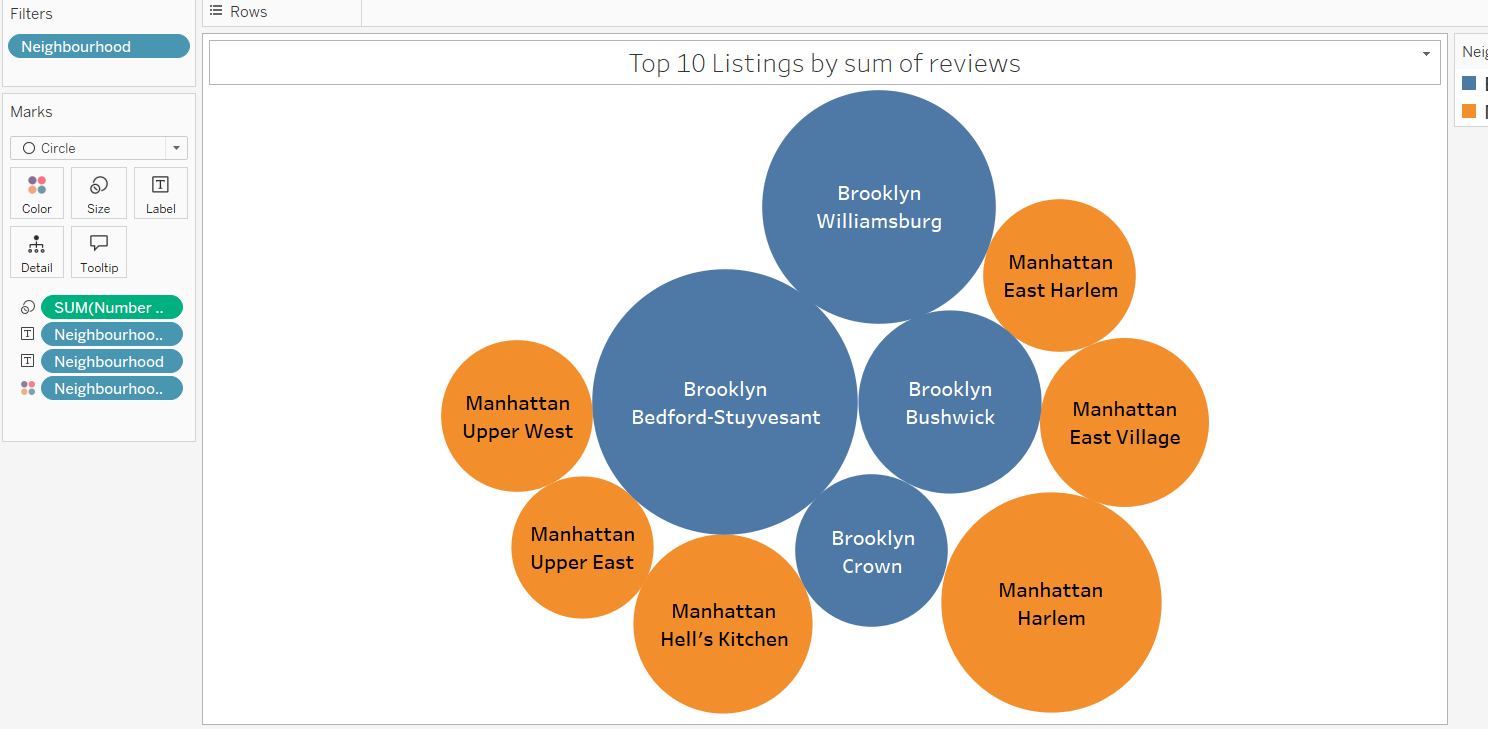 Filters
Neighbourhood
Marks
Circle
Color
Size
Label
Detail
Tooltip
SUM(Number ..
Neighbourhoo..
Neighbourhood
Neighbourhoo..
Rows
Top 10 Listings by sum of reviews
Brooklyn
Williamsburg
Manhattan
East Harlem
Brooklyn
Bedford-Stuyvesant
Brooklyn
Bushwick
Manhattan
East Village
Manhattan
Upper West
Manhattan
Upper East
Brooklyn
Crown
Manhattan
Hell's Kitchen
Manhattan
Harlem